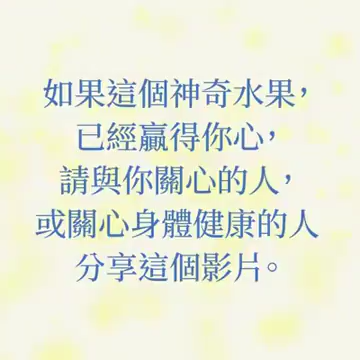 如果這個神奇水果，
已經贏得你心，
請與你關心的人，
或關心身體健康的人
分享這個影片。